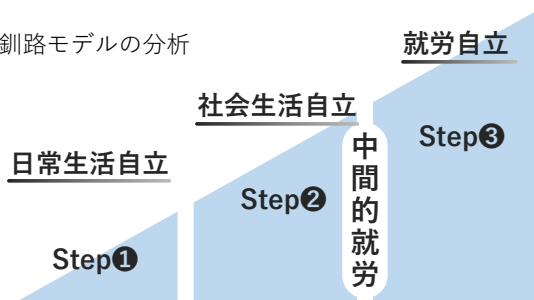 釧路モデルの分析
就労自立
社会生活自立
日常生活自立
Step❸
Step❷
Step❶
中間的就労